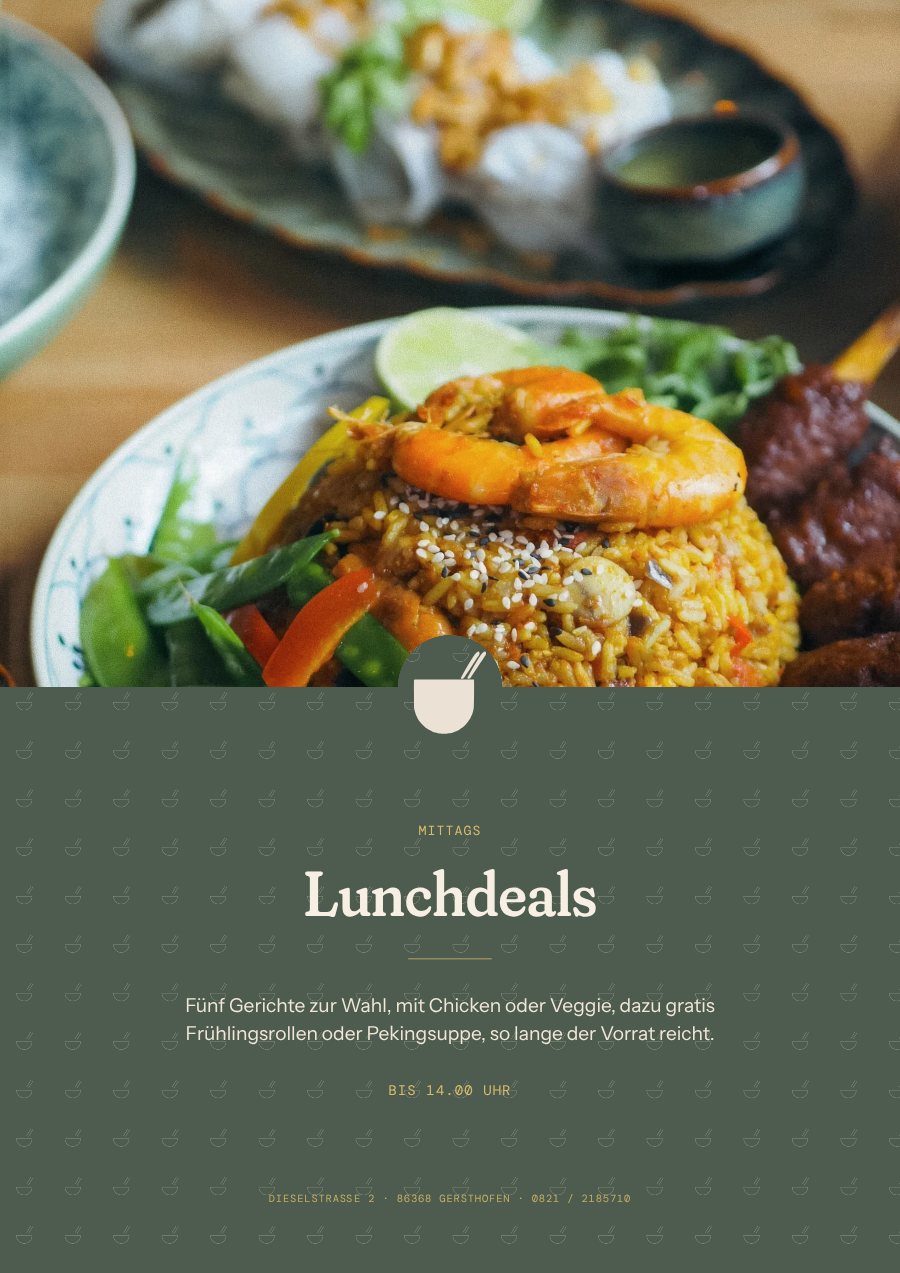 MITTAGS
Lunchdeals
Fünf Gerichte zur Wahl, mit Chicken oder Veggie, dazu gratis
Frühlingsrollen oder Pekingsuppe, so lange der Vorrat reicht.
BIS 14.00 UHR
DIESELSTRASSE 2 · 86368 GERSTHOFEN · 0821 / 2185710